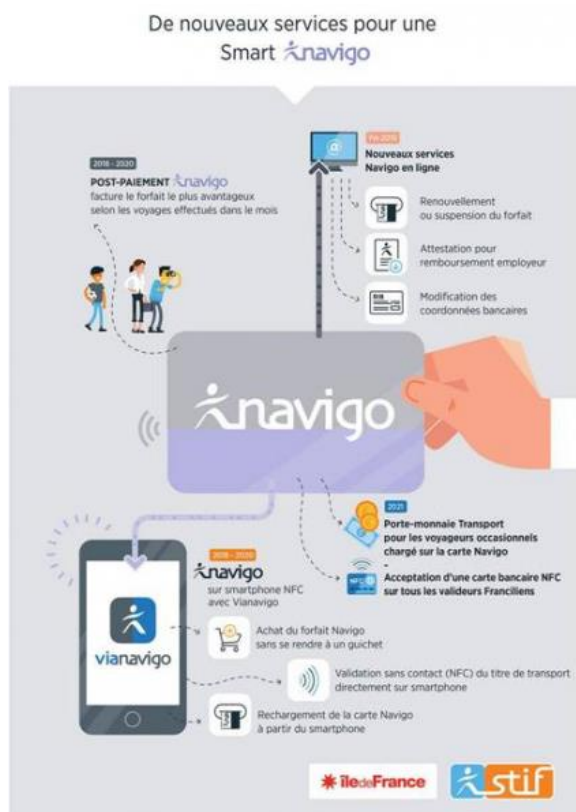 De nouveaux services pour une
Smart navigo
2018 - 2020
POST-PAIEMENT navigo
facture le forfait le plus avantageux
selon les voyages effectués dans le mois
@
Nouveaux services
Navigo en ligne
Renouvellement
ou suspension du forfait
Attestation pour
remboursement employeur
Modification des
coordonnées bancaires
navigo
2021
Porte-monnaie Transport
pour les voyageurs occasionnels
chargé sur la carte Navigo
-
Acceptation d'une carte bancaire NFC
sur tous les valideurs Franciliens
navigo
sur smartphone NFC
avec Vianavigo
vianavigo
Achat du forfait Navigo
sans se rendre à un guichet
Validation sans contact (NFC) du titre de transport
directement sur smartphone
Rechargement de la carte Navigo
à partir du smartphone
îledeFrance
stif